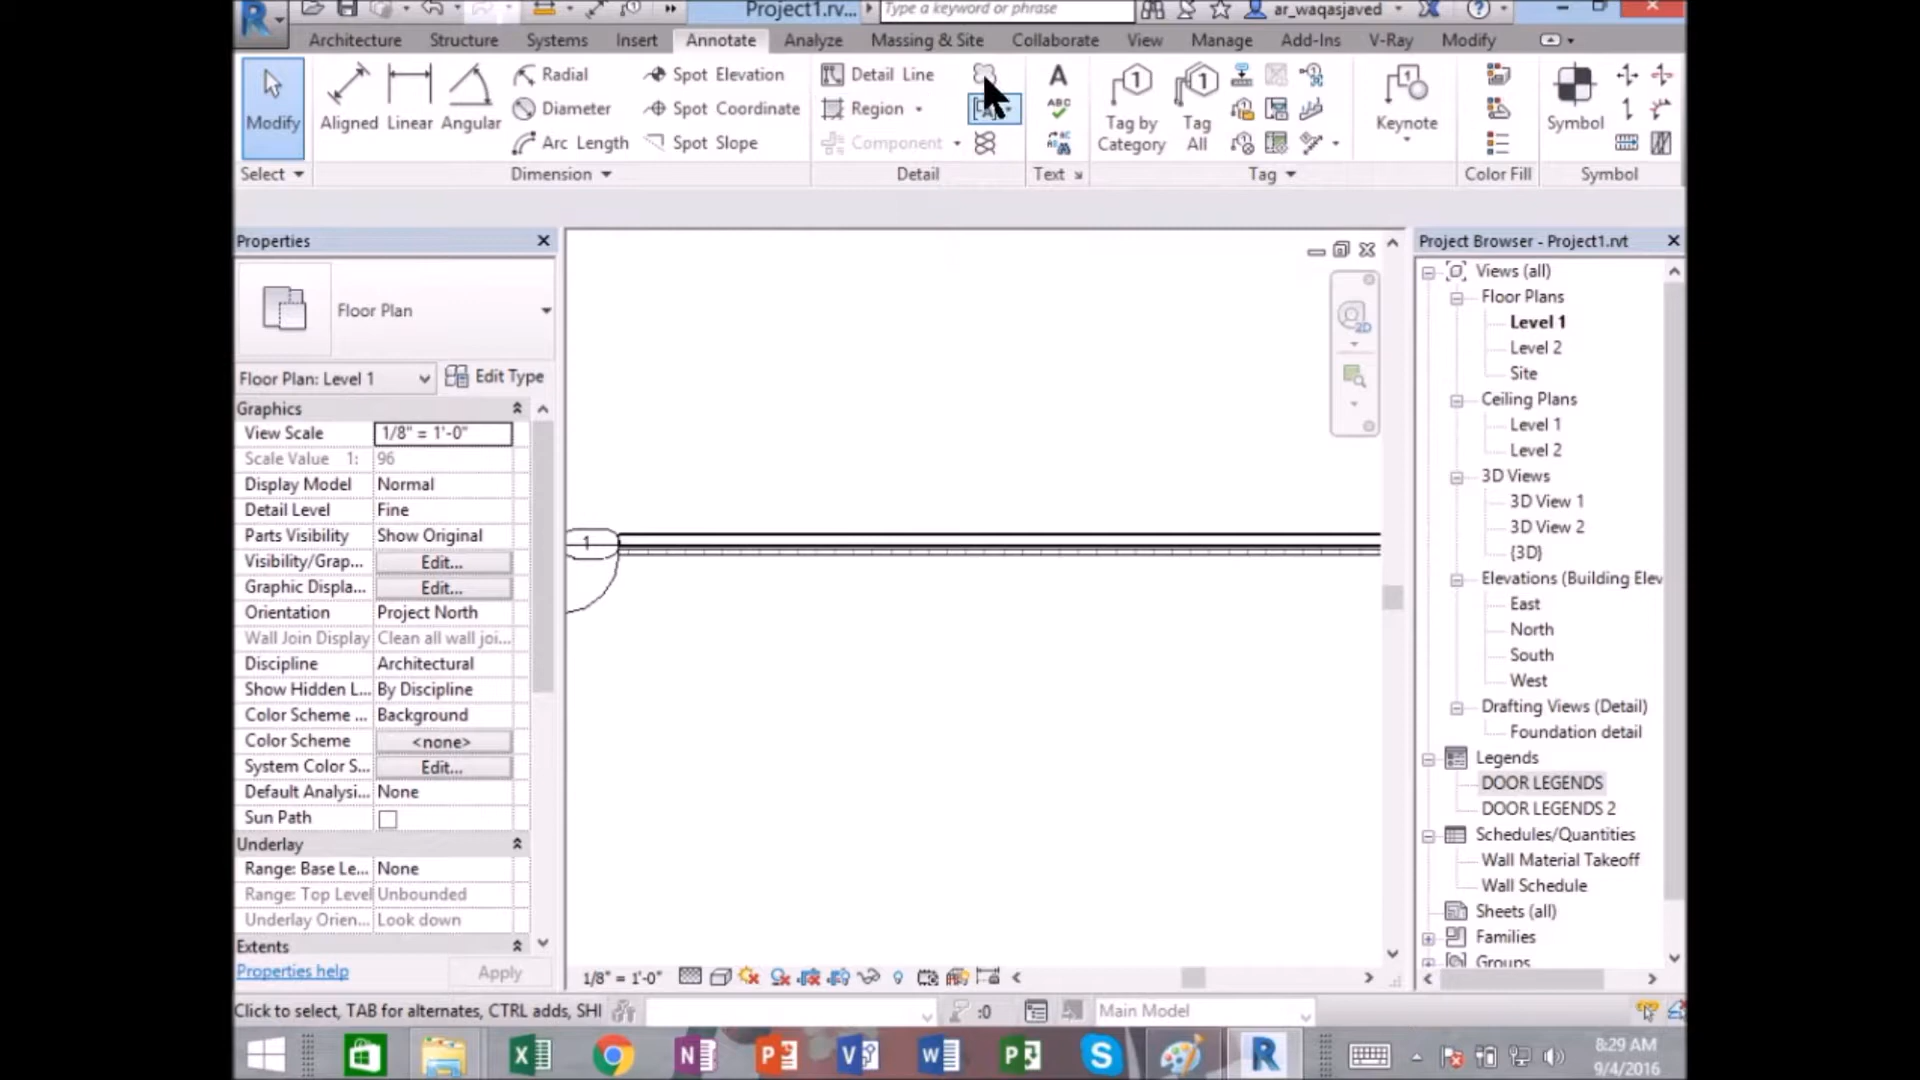 Project1.rv...
Type a keyword or phrase
ar_waqasjaved
Architecture Structure Systems Insert Annotate Analyze Massing & Site Collaborate View Manage Add-Ins V-Ray Modify
Modify
Aligned
Linear
Angular
Radial
Diameter
Arc Length
Spot Elevation
Spot Coordinate
Spot Slope
Detail Line
Region
Component
A
ABC
Tag by Category
Tag All
Keynote
Symbol
Select
Dimension
Detail
Text
Tag
Color Fill
Symbol
Properties
Floor Plan
Floor Plan: Level 1
Edit Type
Graphics
View Scale 1/8" = 1'-0"
Scale Value 1: 96
Display Model Normal
Detail Level Fine
Parts Visibility Show Original
Visibility/Grap... Edit...
Graphic Displa... Edit...
Orientation Project North
Wall Join Display Clean all wall joi...
Discipline Architectural
Show Hidden L... By Discipline
Color Scheme ... Background
Color Scheme <none>
System Color S... Edit...
Default Analysi... None
Sun Path
Underlay
Range: Base Le... None
Range: Top Level Unbounded
Underlay Orien... Look down
Extents
Properties help
Apply
1
2D
1/8" = 1'-0"
Project Browser - Project1.rvt
Views (all)
Floor Plans
Level 1
Level 2
Site
Ceiling Plans
Level 1
Level 2
3D Views
3D View 1
3D View 2
{3D}
Elevations (Building Elev
East
North
South
West
Drafting Views (Detail)
Foundation detail
Legends
DOOR LEGENDS
DOOR LEGENDS 2
Schedules/Quantities
Wall Material Takeoff
Wall Schedule
Sheets (all)
Families
Groups
Click to select, TAB for alternates, CTRL adds, SHI
:0
Main Model
8:29 AM
9/4/2016